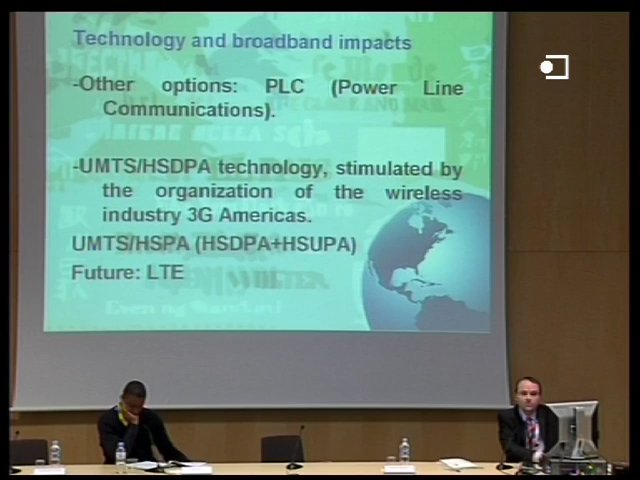 Technology and broadband impacts
-Other options: PLC (Power Line
Communications).
-UMTS/HSDPA technology, stimulated by
the organization of the wireless
industry 3G Americas.
UMTS/HSPA (HSDPA+HSUPA)
Future: LTE